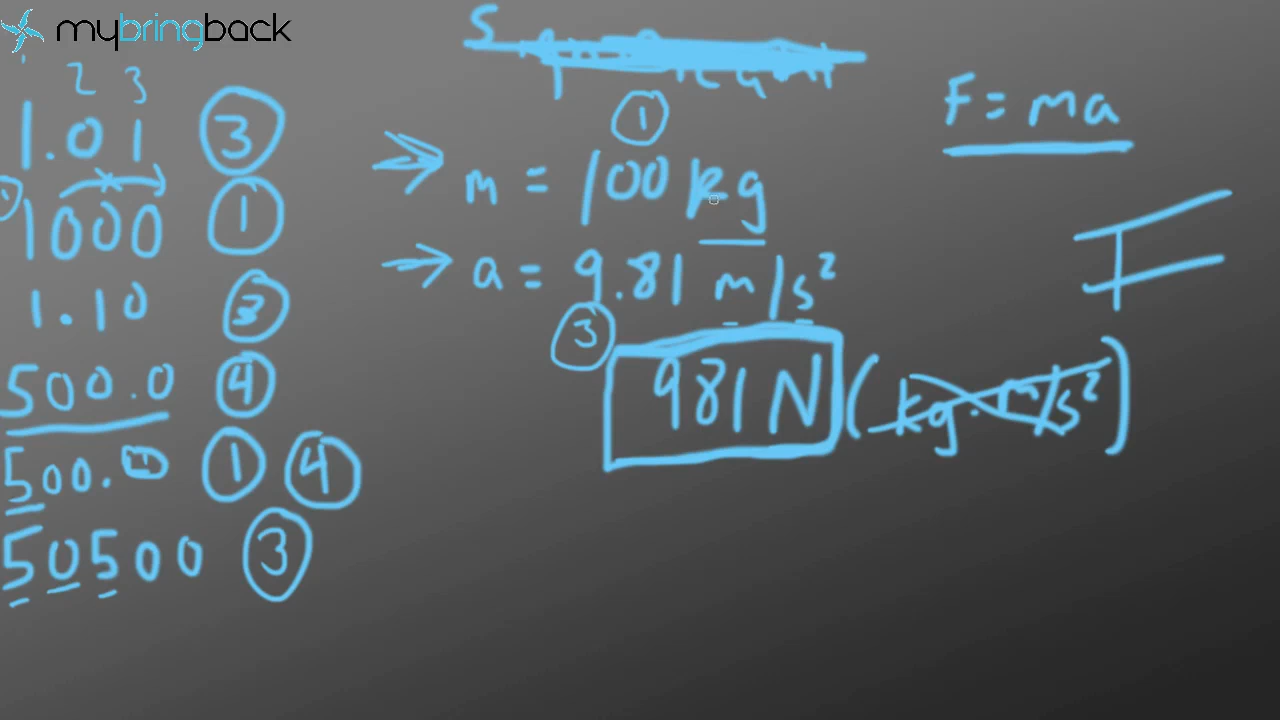 mybringback
2 3
1.01 3
1000 1
1.10 3
500.0 4
500. 1 4
50500 3
S
1
m = 100 kg
a = 9.81 m/s²
3
981 N (kg·m/s²)
F = ma